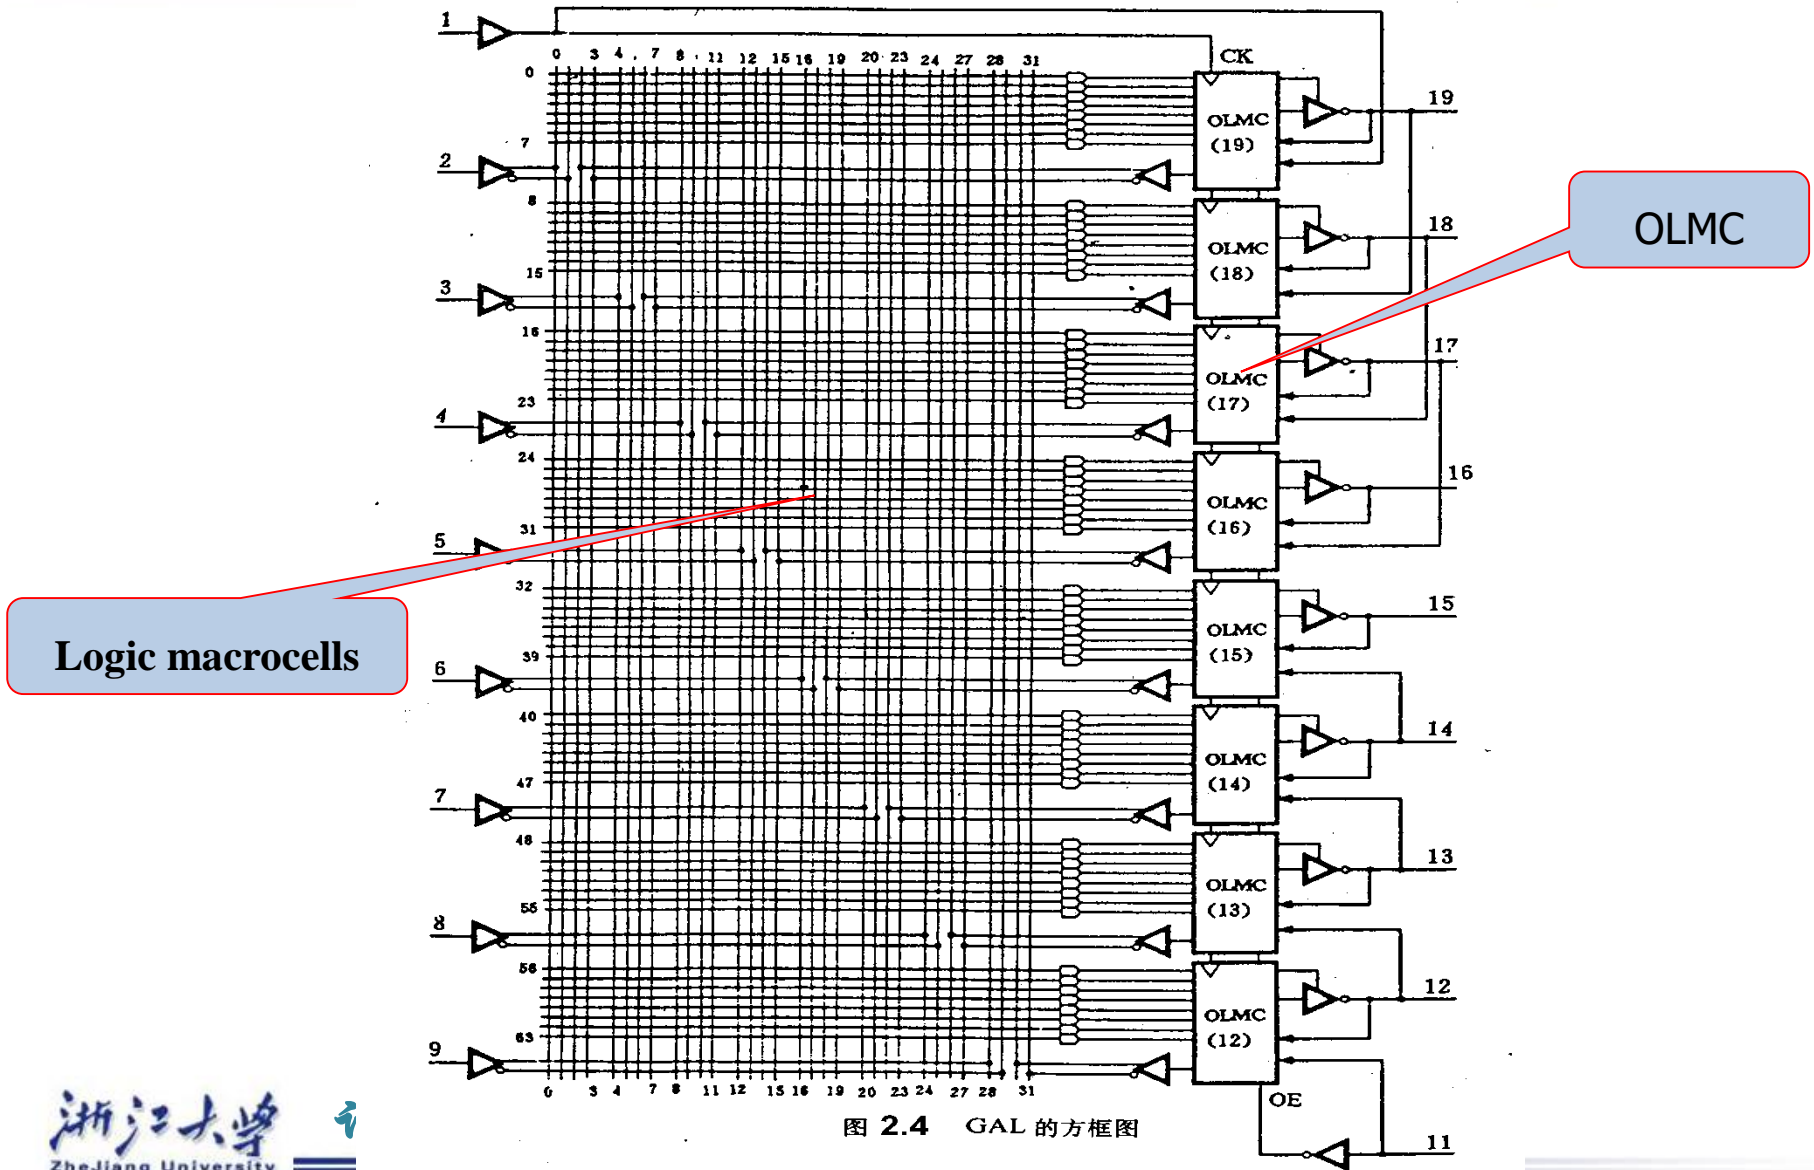 1
0 3 4 7 8 11 12 15 16 19 20 23 24 27 28 31
CK
0
OLMC
(19)
19
7
2
8
OLMC
(18)
18
OLMC
15
3
16
OLMC
(17)
17
23
4
24
OLMC
(16)
16
31
5
32
OLMC
(15)
15
Logic macrocells
39
6
40
OLMC
(14)
14
47
7
48
OLMC
(13)
13
55
8
56
OLMC
(12)
12
63
9
0 3 4 7 8 11 12 15 16 19 20 23 24 27 28 31
OE
图 2.4 GAL 的方框图
11
浙江大学
ZheJiang University